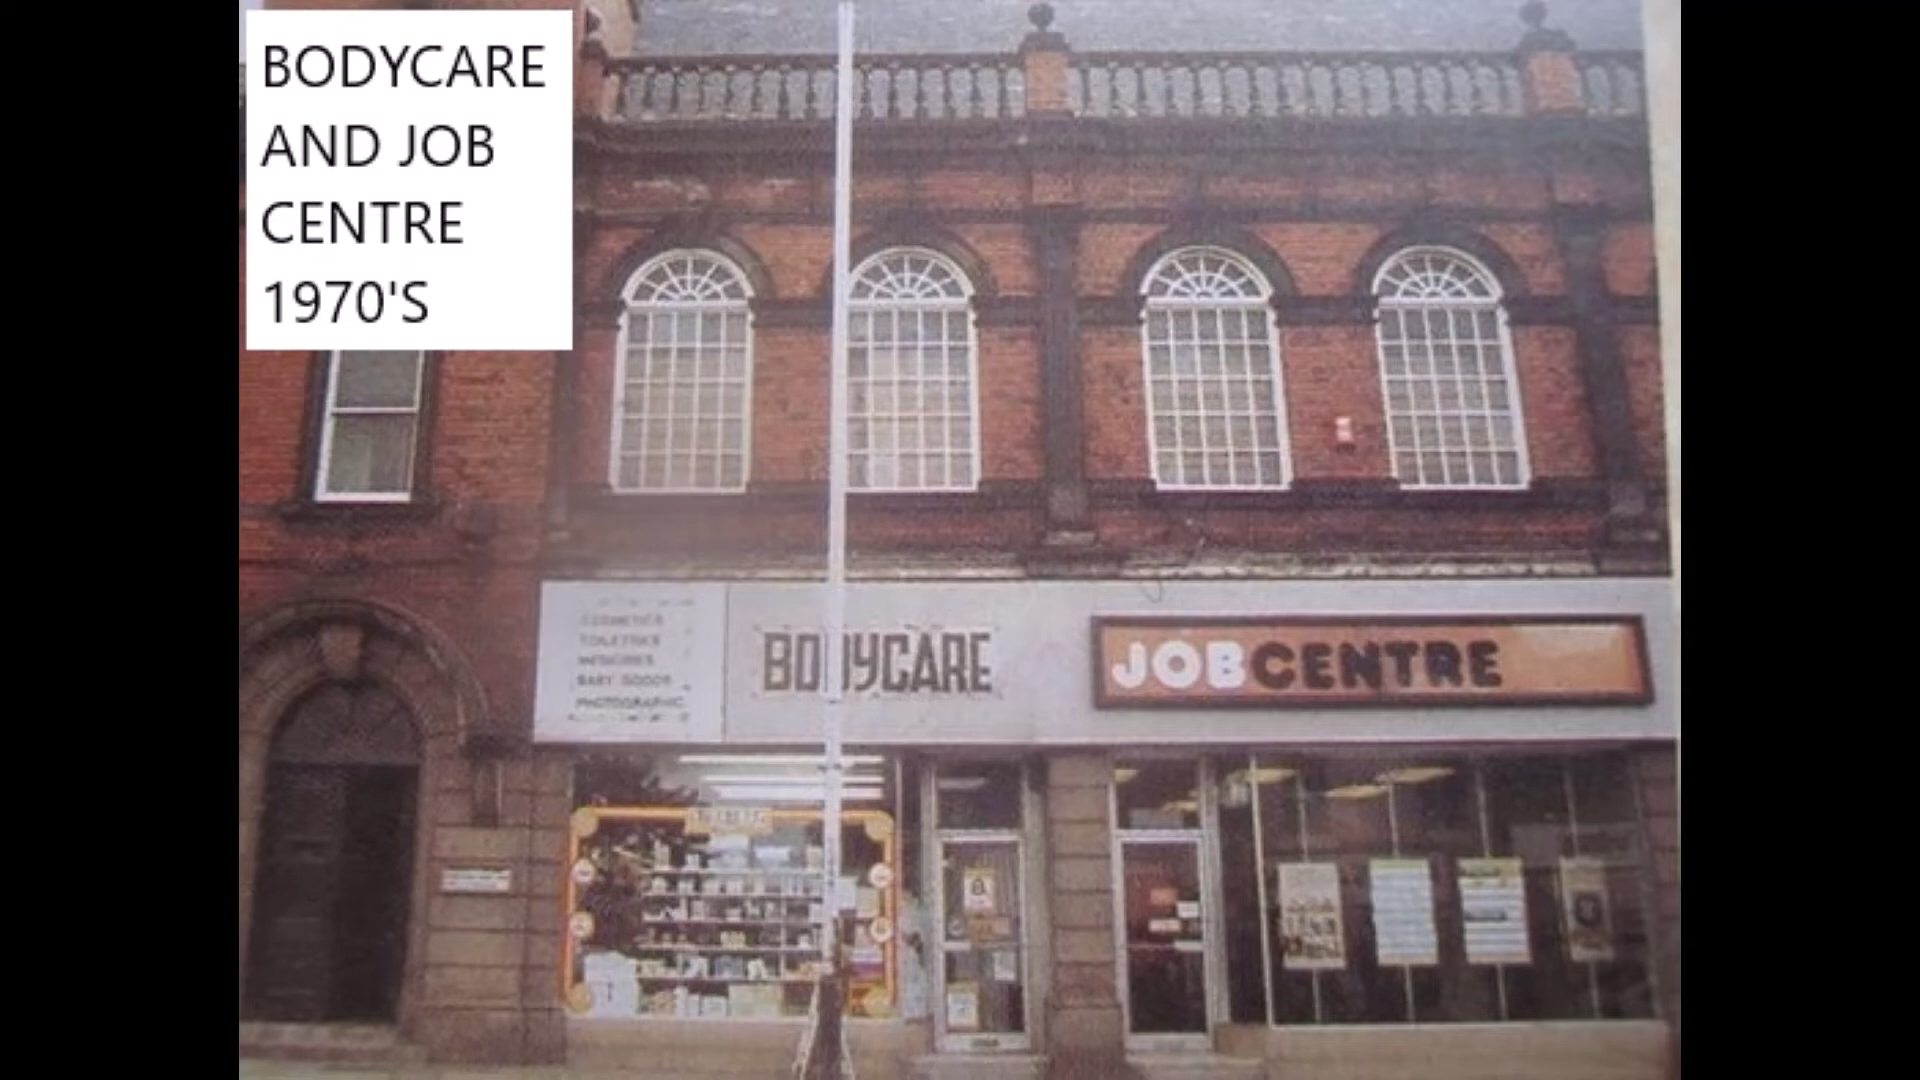 BODYCARE
AND JOB
CENTRE
1970'S
COSMETICS
TOILETRIES
MEDICINES
BABY GOODS
PHOTOGRAPHIC
BODYCARE
JOBCENTRE